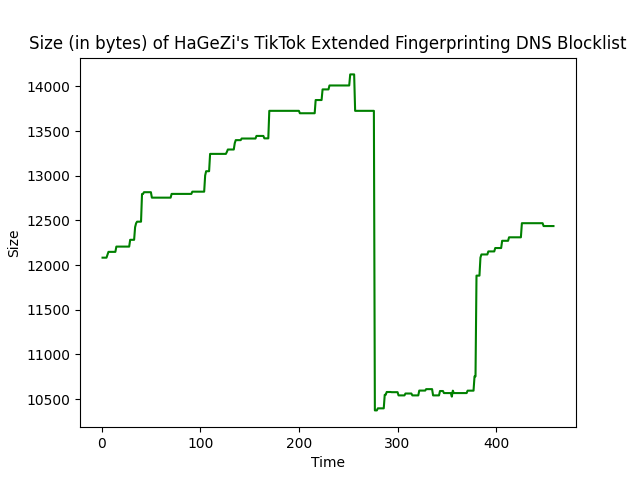 Size (in bytes) of HaGeZi's TikTok Extended Fingerprinting DNS Blocklist
14000
13500
13000
12500
12000
11500
11000
10500
Size
0 100 200 300 400
Time